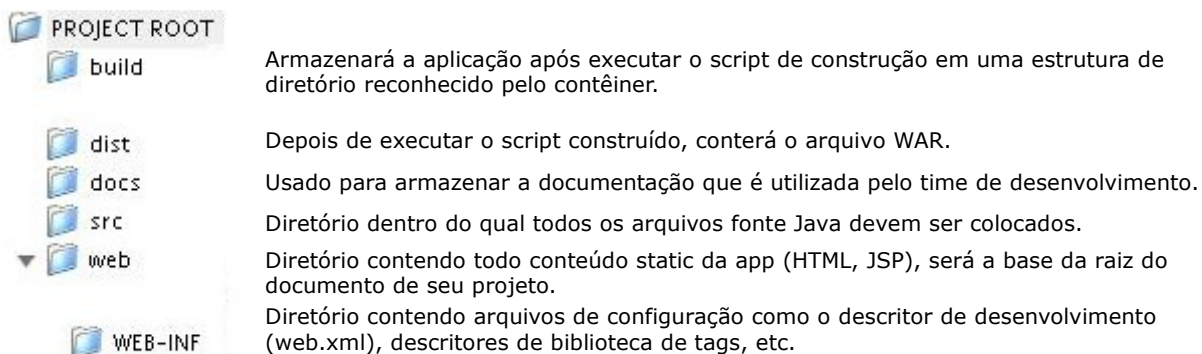 PROJECT ROOT
build
Armazenará a aplicação após executar o script de construção em uma estrutura de
diretório reconhecido pelo contêiner.
dist
Depois de executar o script construído, conterá o arquivo WAR.
docs
Usado para armazenar a documentação que é utilizada pelo time de desenvolvimento.
src
Diretório dentro do qual todos os arquivos fonte Java devem ser colocados.
web
Diretório contendo todo conteúdo static da app (HTML, JSP), será a base da raiz do
documento de seu projeto.
WEB-INF
Diretório contendo arquivos de configuração como o descritor de desenvolvimento
(web.xml), descritores de biblioteca de tags, etc.